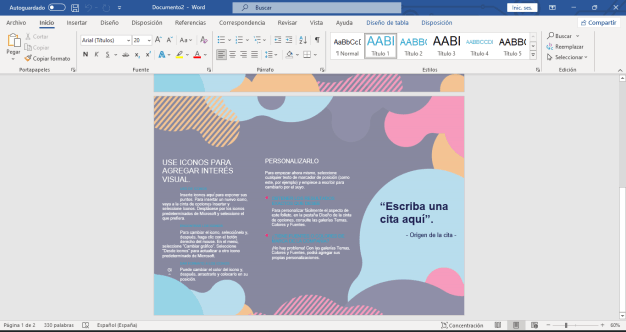 Autoguardado
Documento2 - Word
Buscar
Inic. ses.
Archivo Inicio Insertar Diseño Disposición Referencias Correspondencia Revisar Vista Ayuda Diseño de tabla Disposición
Compartir
Pegar
Cortar
Copiar
Copiar formato
Portapapeles
Arial (Títulos) 20
Fuente
Párrafo
AaBbCcI AABI AABBC AABI AABBCCDI AABB(
1 Normal Título 1 Título 2 Título 3 Título 4 Título 5
Estilos
Buscar
Reemplazar
Seleccionar
Edición
USE ICONOS PARA
AGREGAR INTERÉS
VISUAL.
Inserte iconos aquí para expresar sus
puntos. Para insertar un nuevo icono,
vaya a la cinta de opciones Insertar y
seleccione Iconos. Desplácese por los iconos
predeterminados de Microsoft y seleccione el
que prefiera.
Para cambiar el icono, selecciónelo y,
después, haga clic con el botón
derecho del mouse. En el menú,
seleccione "Cambiar gráfico". Seleccione
"Desde iconos" para actualizar a otro icono
predeterminado de Microsoft.
Puede cambiar el color del icono y,
después, arrastrarlo y colocarlo en su
posición.
PERSONALIZARLO
Para empezar ahora mismo, seleccione
cualquier texto de marcador de posición (como
este, por ejemplo) y empiece a escribir para
cambiarlo por el suyo.
Para personalizar fácilmente el aspecto de
este folleto, en la pestaña Diseño de la cinta
de opciones, consulte las galerías Temas,
Colores y Fuentes.
¡No hay problema! Con las galerías Temas,
Colores y Fuentes, podrá agregar sus
propias personalizaciones.
“Escriba una
cita aquí”.
- Origen de la cita -
Página 1 de 2 330 palabras Español (España)
Concentración
60%